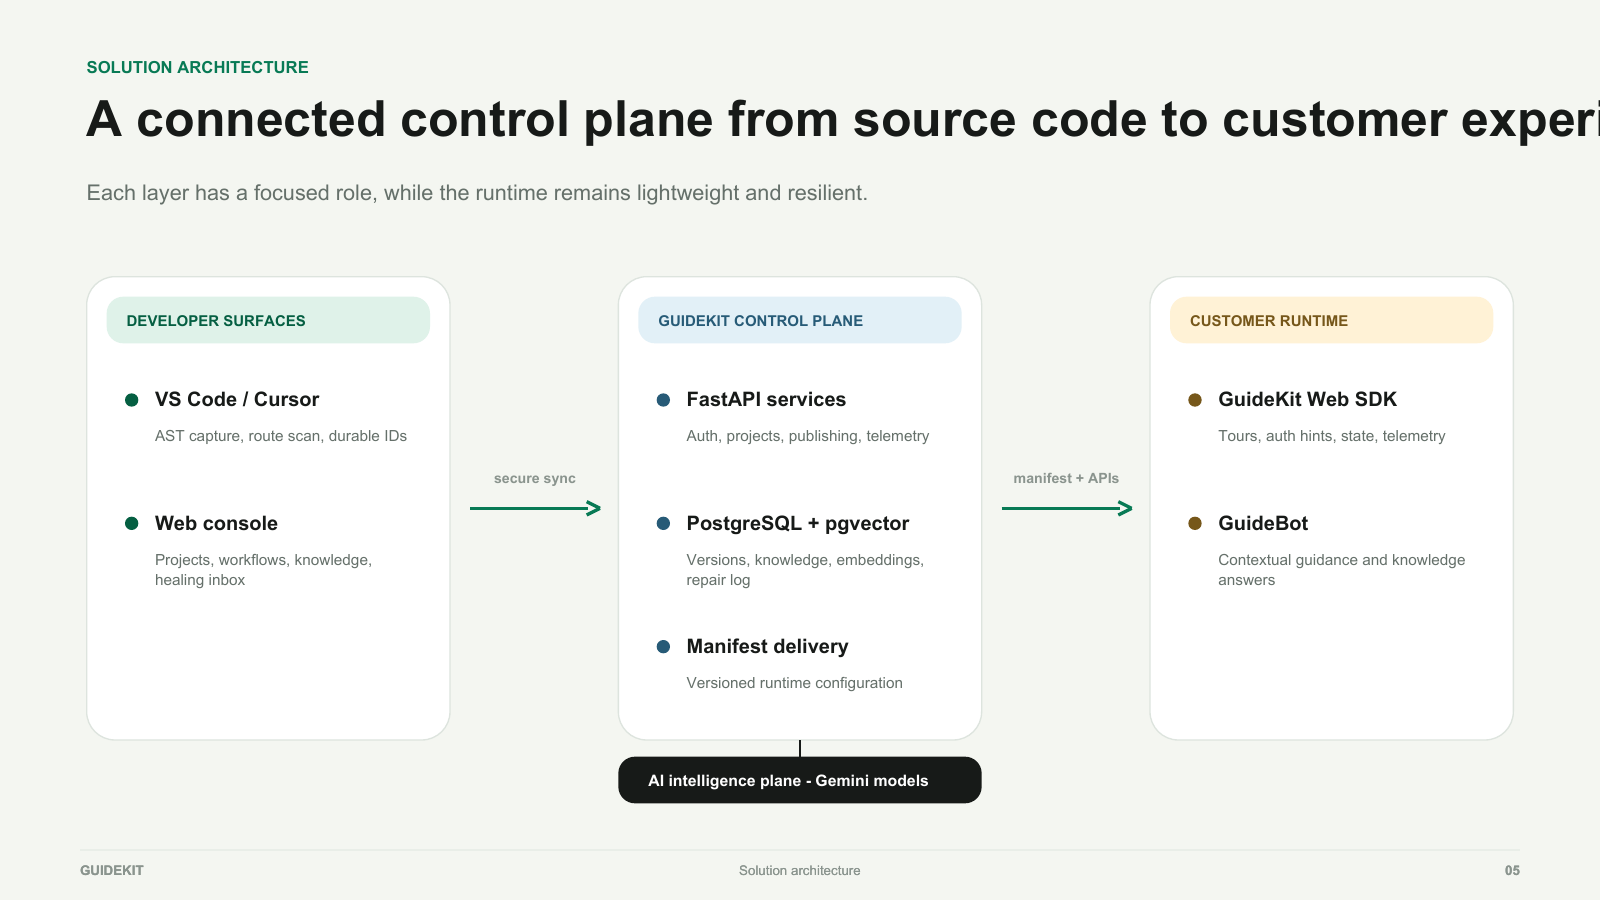 SOLUTION ARCHITECTURE
A connected control plane from source code to customer experi
Each layer has a focused role, while the runtime remains lightweight and resilient.
DEVELOPER SURFACES
VS Code / Cursor
AST capture, route scan, durable IDs
Web console
Projects, workflows, knowledge,
healing inbox
secure sync
GUIDEKIT CONTROL PLANE
FastAPI services
Auth, projects, publishing, telemetry
PostgreSQL + pgvector
Versions, knowledge, embeddings,
repair log
Manifest delivery
Versioned runtime configuration
AI intelligence plane - Gemini models
manifest + APIs
CUSTOMER RUNTIME
GuideKit Web SDK
Tours, auth hints, state, telemetry
GuideBot
Contextual guidance and knowledge
answers
GUIDEKIT
Solution architecture
05